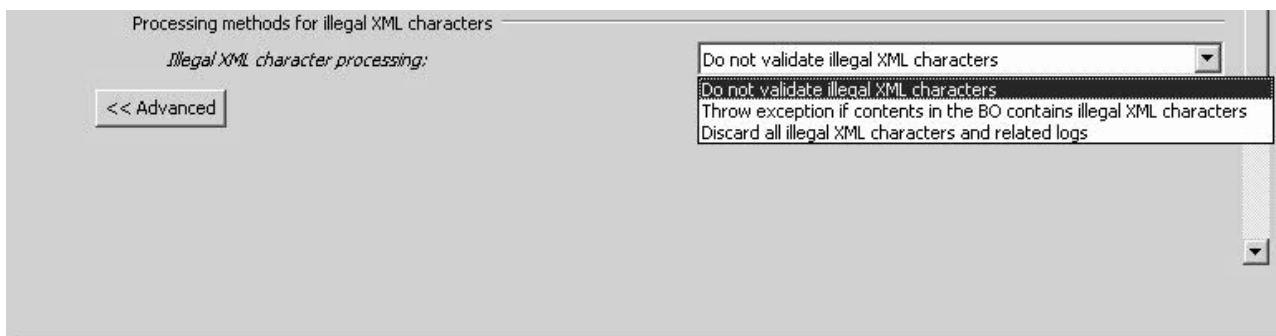 Processing methods for illegal XML characters
Illegal XML character processing:
Do not validate illegal XML characters
Do not validate illegal XML characters
Throw exception if contents in the BO contains illegal XML characters
Discard all illegal XML characters and related logs
<< Advanced